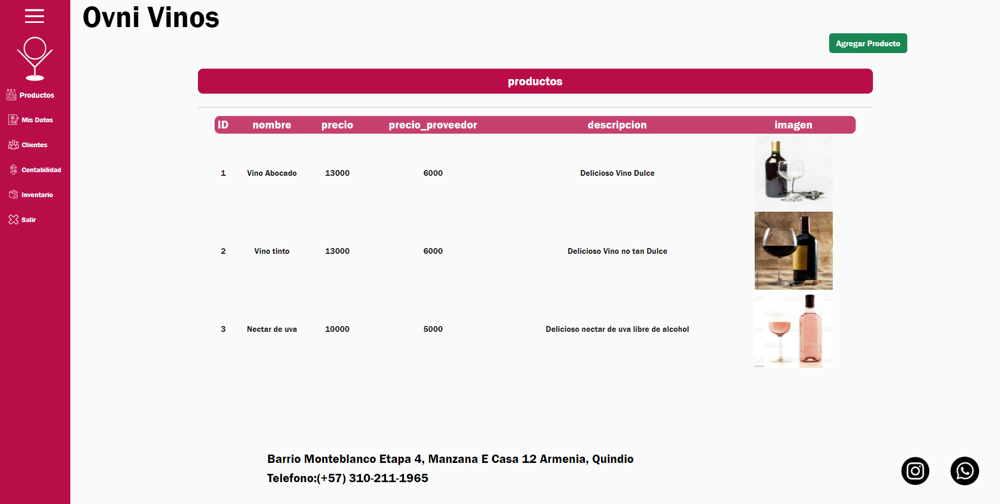 Ovni Vinos
Agregar Producto
productos
Productos
Mis Datos
Clientes
Contabilidad
Inventario
Salir
ID nombre precio precio_proveedor descripcion imagen
1 Vino Abocado 13000 6000 Delicioso Vino Dulce
2 Vino tinto 13000 6000 Delicioso Vino no tan Dulce
3 Nectar de uva 10000 5000 Delicioso nectar de uva libre de alcohol
Barrio Monteblanco Etapa 4, Manzana E Casa 12 Armenia, Quindio
Telefono:(+57) 310-211-1965